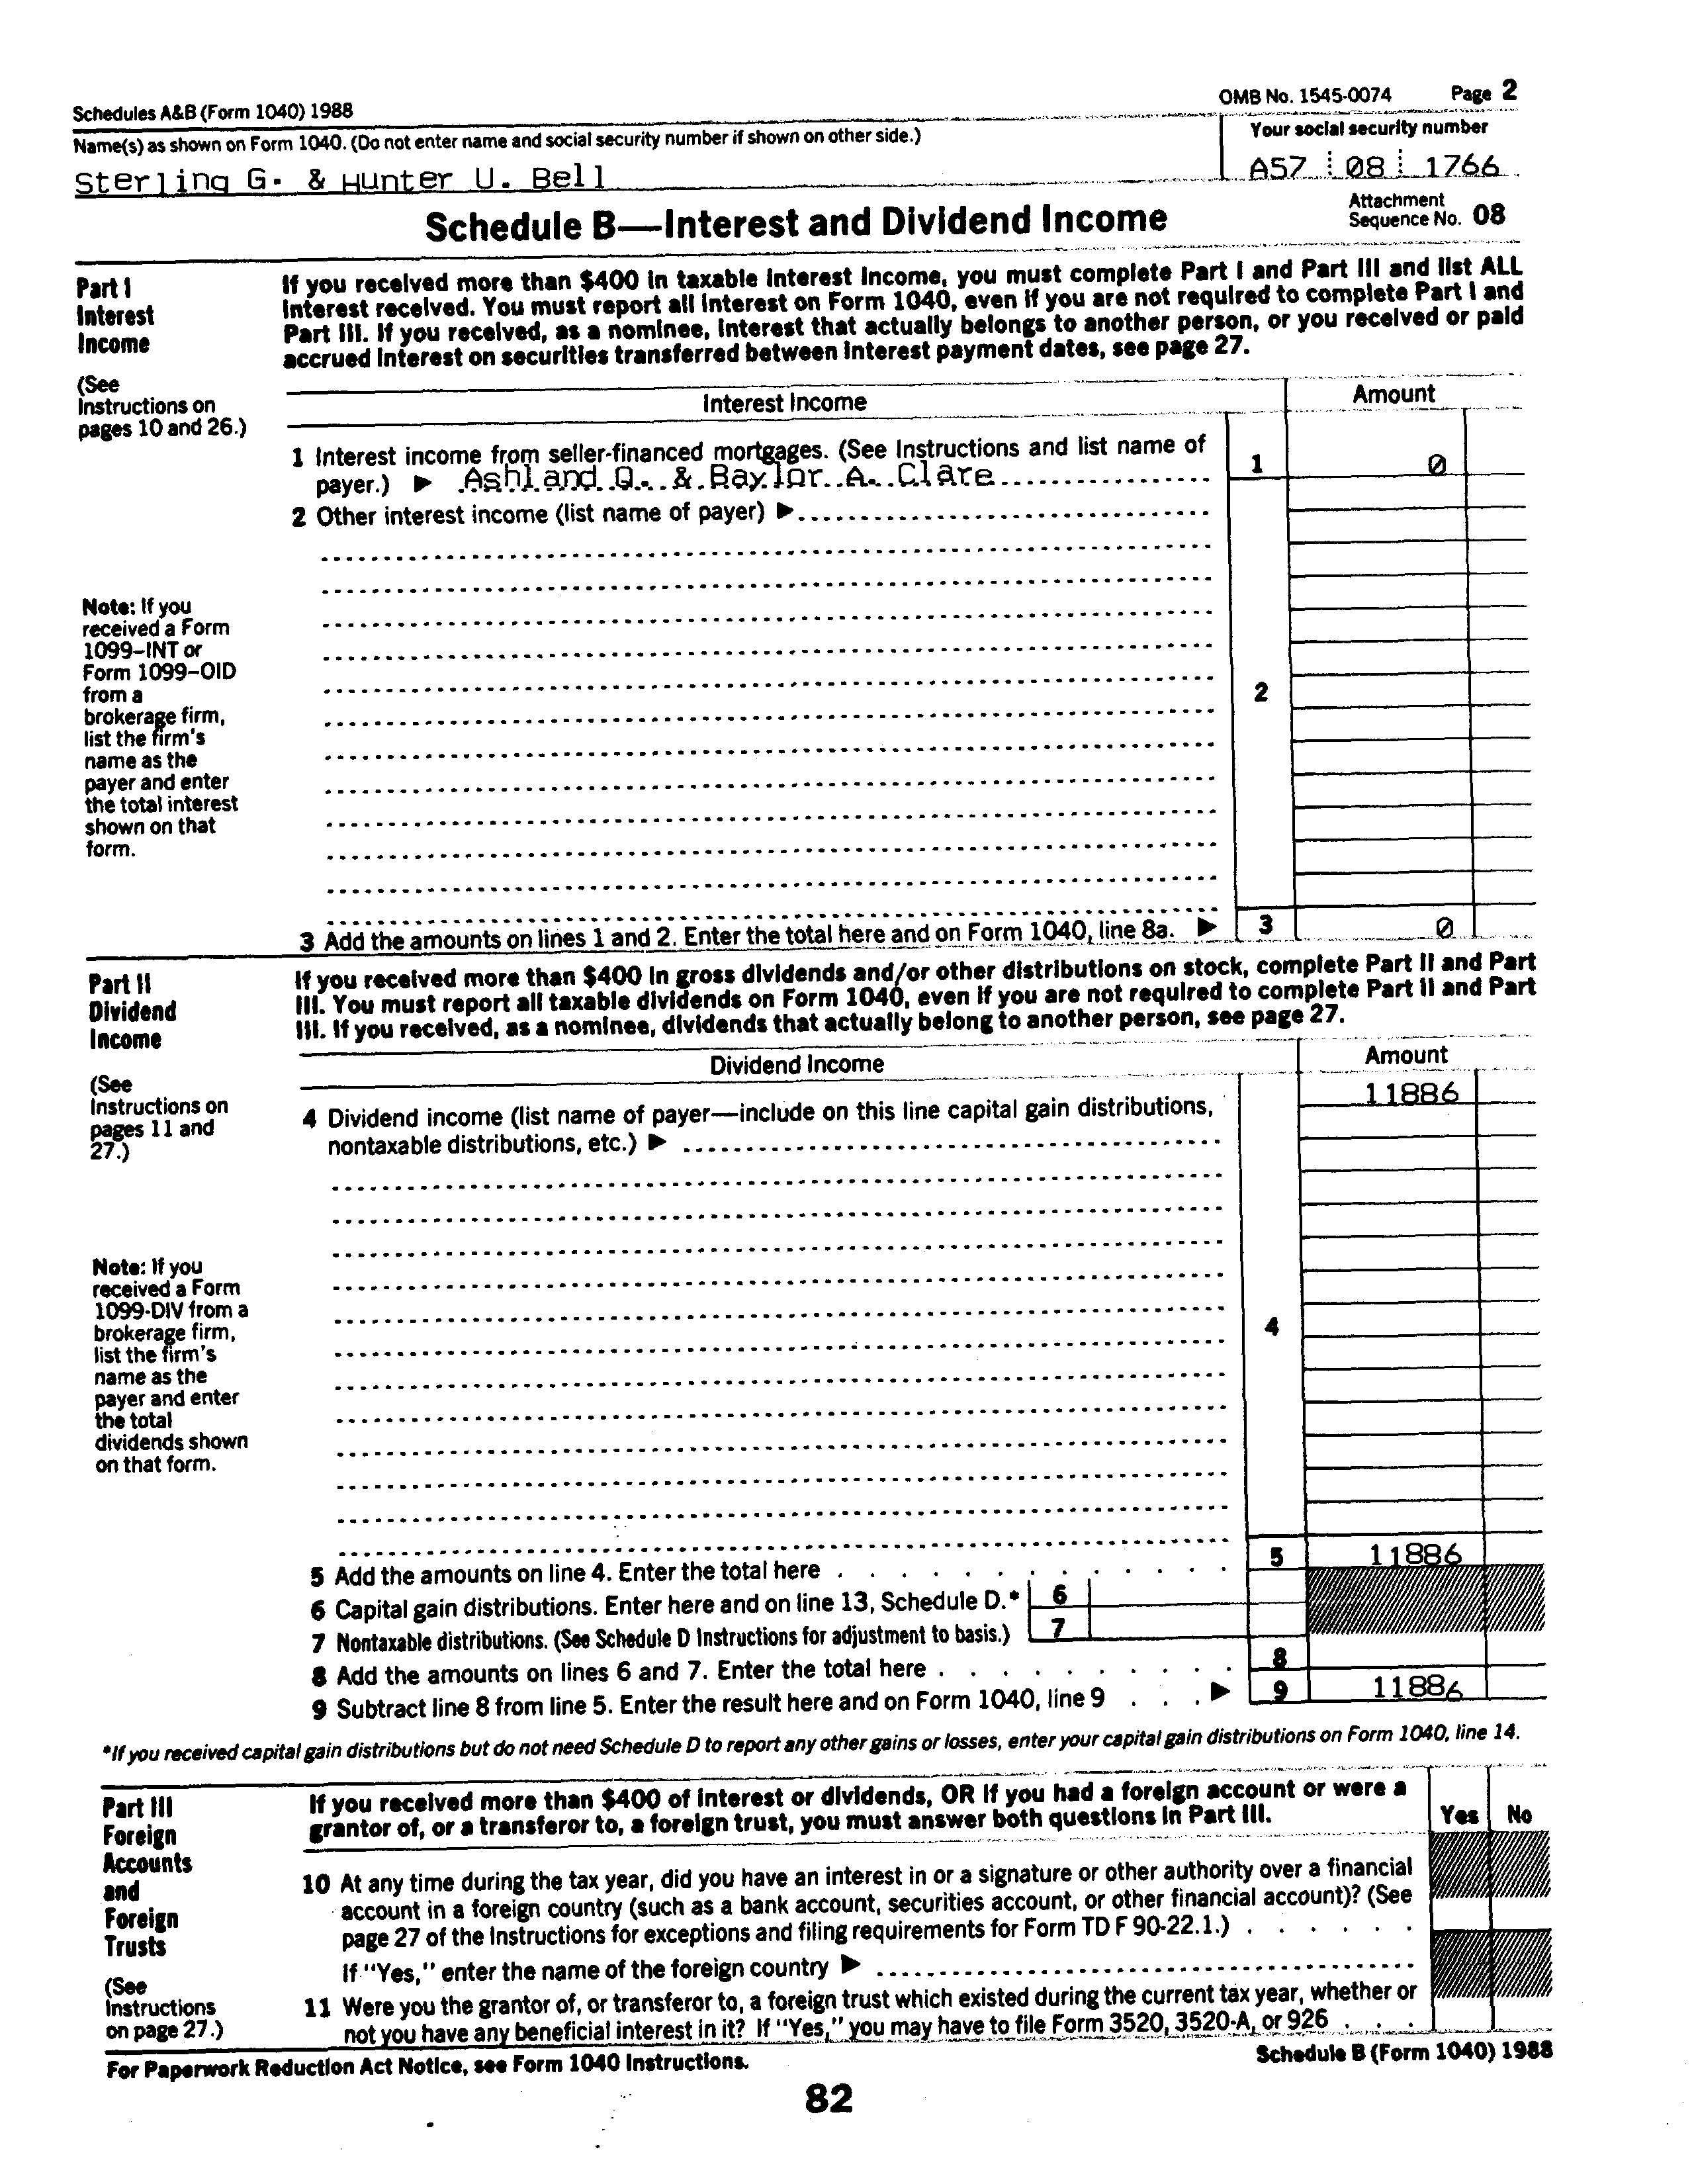 Schedules A&B (Form 1040) 1988
OMB No. 1545-0074 Page 2
Name(s) as shown on Form 1040. (Do not enter name and social security number if shown on other side.)
Your social security number
Sterling G. & Hunter U. Bell
A57 08 1766
Schedule B—Interest and Dividend Income
Attachment
Sequence No. 08
Part I
Interest
Income
(See
Instructions on
pages 10 and 26.)
If you received more than $400 in taxable interest income, you must complete Part I and Part III and list ALL
interest received. You must report all interest on Form 1040, even if you are not required to complete Part I and
Part III. If you received, as a nominee, interest that actually belongs to another person, or you received or paid
accrued interest on securities transferred between interest payment dates, see page 27.
Interest Income
Amount
1 Interest income from seller-financed mortgages. (See Instructions and list name of
payer.) ▶ Ashland Q. & Baylor A. Clare
1 0
2 Other interest income (list name of payer) ▶
Note: If you
received a Form
1099–INT or
Form 1099–OID
from a
brokerage firm,
list the firm's
name as the
payer and enter
the total interest
shown on that
form.
2
3 Add the amounts on lines 1 and 2. Enter the total here and on Form 1040, line 8a. ▶ 3 0
Part II
Dividend
Income
(See
Instructions on
pages 11 and
27.)
If you received more than $400 in gross dividends and/or other distributions on stock, complete Part II and Part
III. You must report all taxable dividends on Form 1040, even if you are not required to complete Part II and Part
III. If you received, as a nominee, dividends that actually belong to another person, see page 27.
Dividend Income
Amount
4 Dividend income (list name of payer—include on this line capital gain distributions,
nontaxable distributions, etc.) ▶
11886
Note: If you
received a Form
1099-DIV from a
brokerage firm,
list the firm's
name as the
payer and enter
the total
dividends shown
on that form.
4
5 Add the amounts on line 4. Enter the total here . . . . . . . . . . . . 5 11886
6 Capital gain distributions. Enter here and on line 13, Schedule D.* 6
7 Nontaxable distributions. (See Schedule D Instructions for adjustment to basis.) 7
8 Add the amounts on lines 6 and 7. Enter the total here . . . . . . . . . . 8
9 Subtract line 8 from line 5. Enter the result here and on Form 1040, line 9 . . . ▶ 9 11886
*If you received capital gain distributions but do not need Schedule D to report any other gains or losses, enter your capital gain distributions on Form 1040, line 14.
Part III
Foreign
Accounts
and
Foreign
Trusts
(See
Instructions
on page 27.)
If you received more than $400 of interest or dividends, OR if you had a foreign account or were a
grantor of, or a transferor to, a foreign trust, you must answer both questions in Part III.
Yes No
10 At any time during the tax year, did you have an interest in or a signature or other authority over a financial
account in a foreign country (such as a bank account, securities account, or other financial account)? (See
page 27 of the Instructions for exceptions and filing requirements for Form TD F 90-22.1.) . . . . . .
If "Yes," enter the name of the foreign country ▶
11 Were you the grantor of, or transferor to, a foreign trust which existed during the current tax year, whether or
not you have any beneficial interest in it? If "Yes," you may have to file Form 3520, 3520-A, or 926 . . .
For Paperwork Reduction Act Notice, see Form 1040 Instructions.
Schedule B (Form 1040) 1988
82